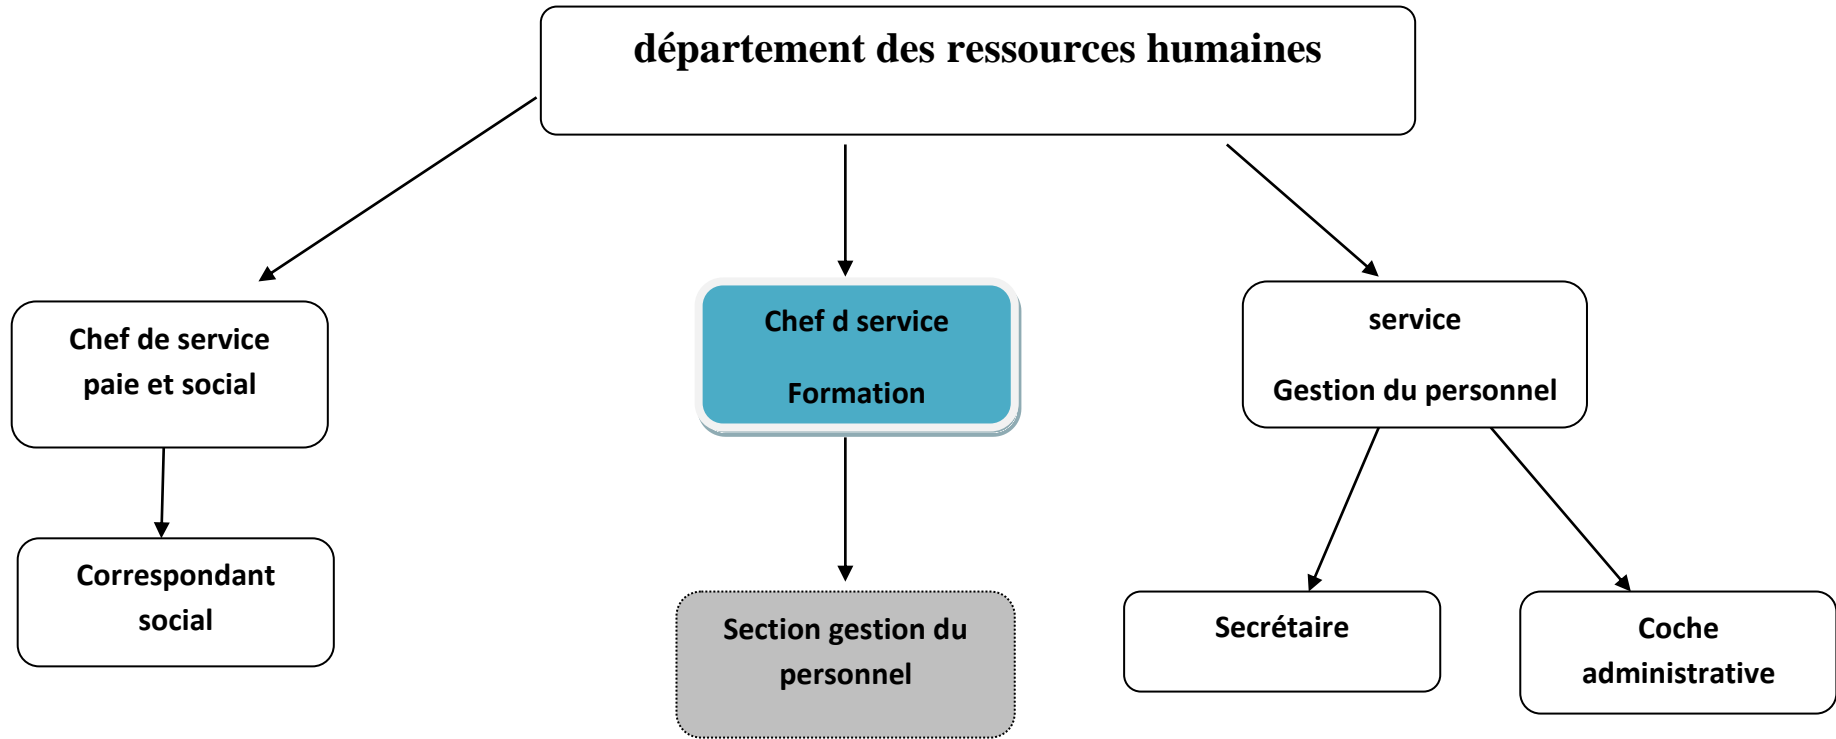 département des ressources humaines
Chef de service
paie et social
Chef d service
Formation
service
Gestion du personnel
Correspondant
social
Section gestion du
personnel
Secrétaire
Coche
administrative